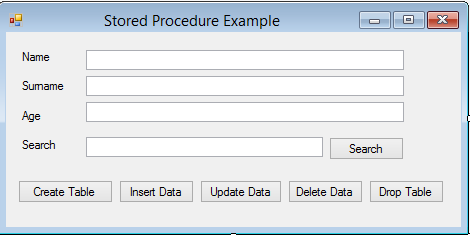 Stored Procedure Example
Name
Surname
Age
Search Search
Create Table Insert Data Update Data Delete Data Drop Table